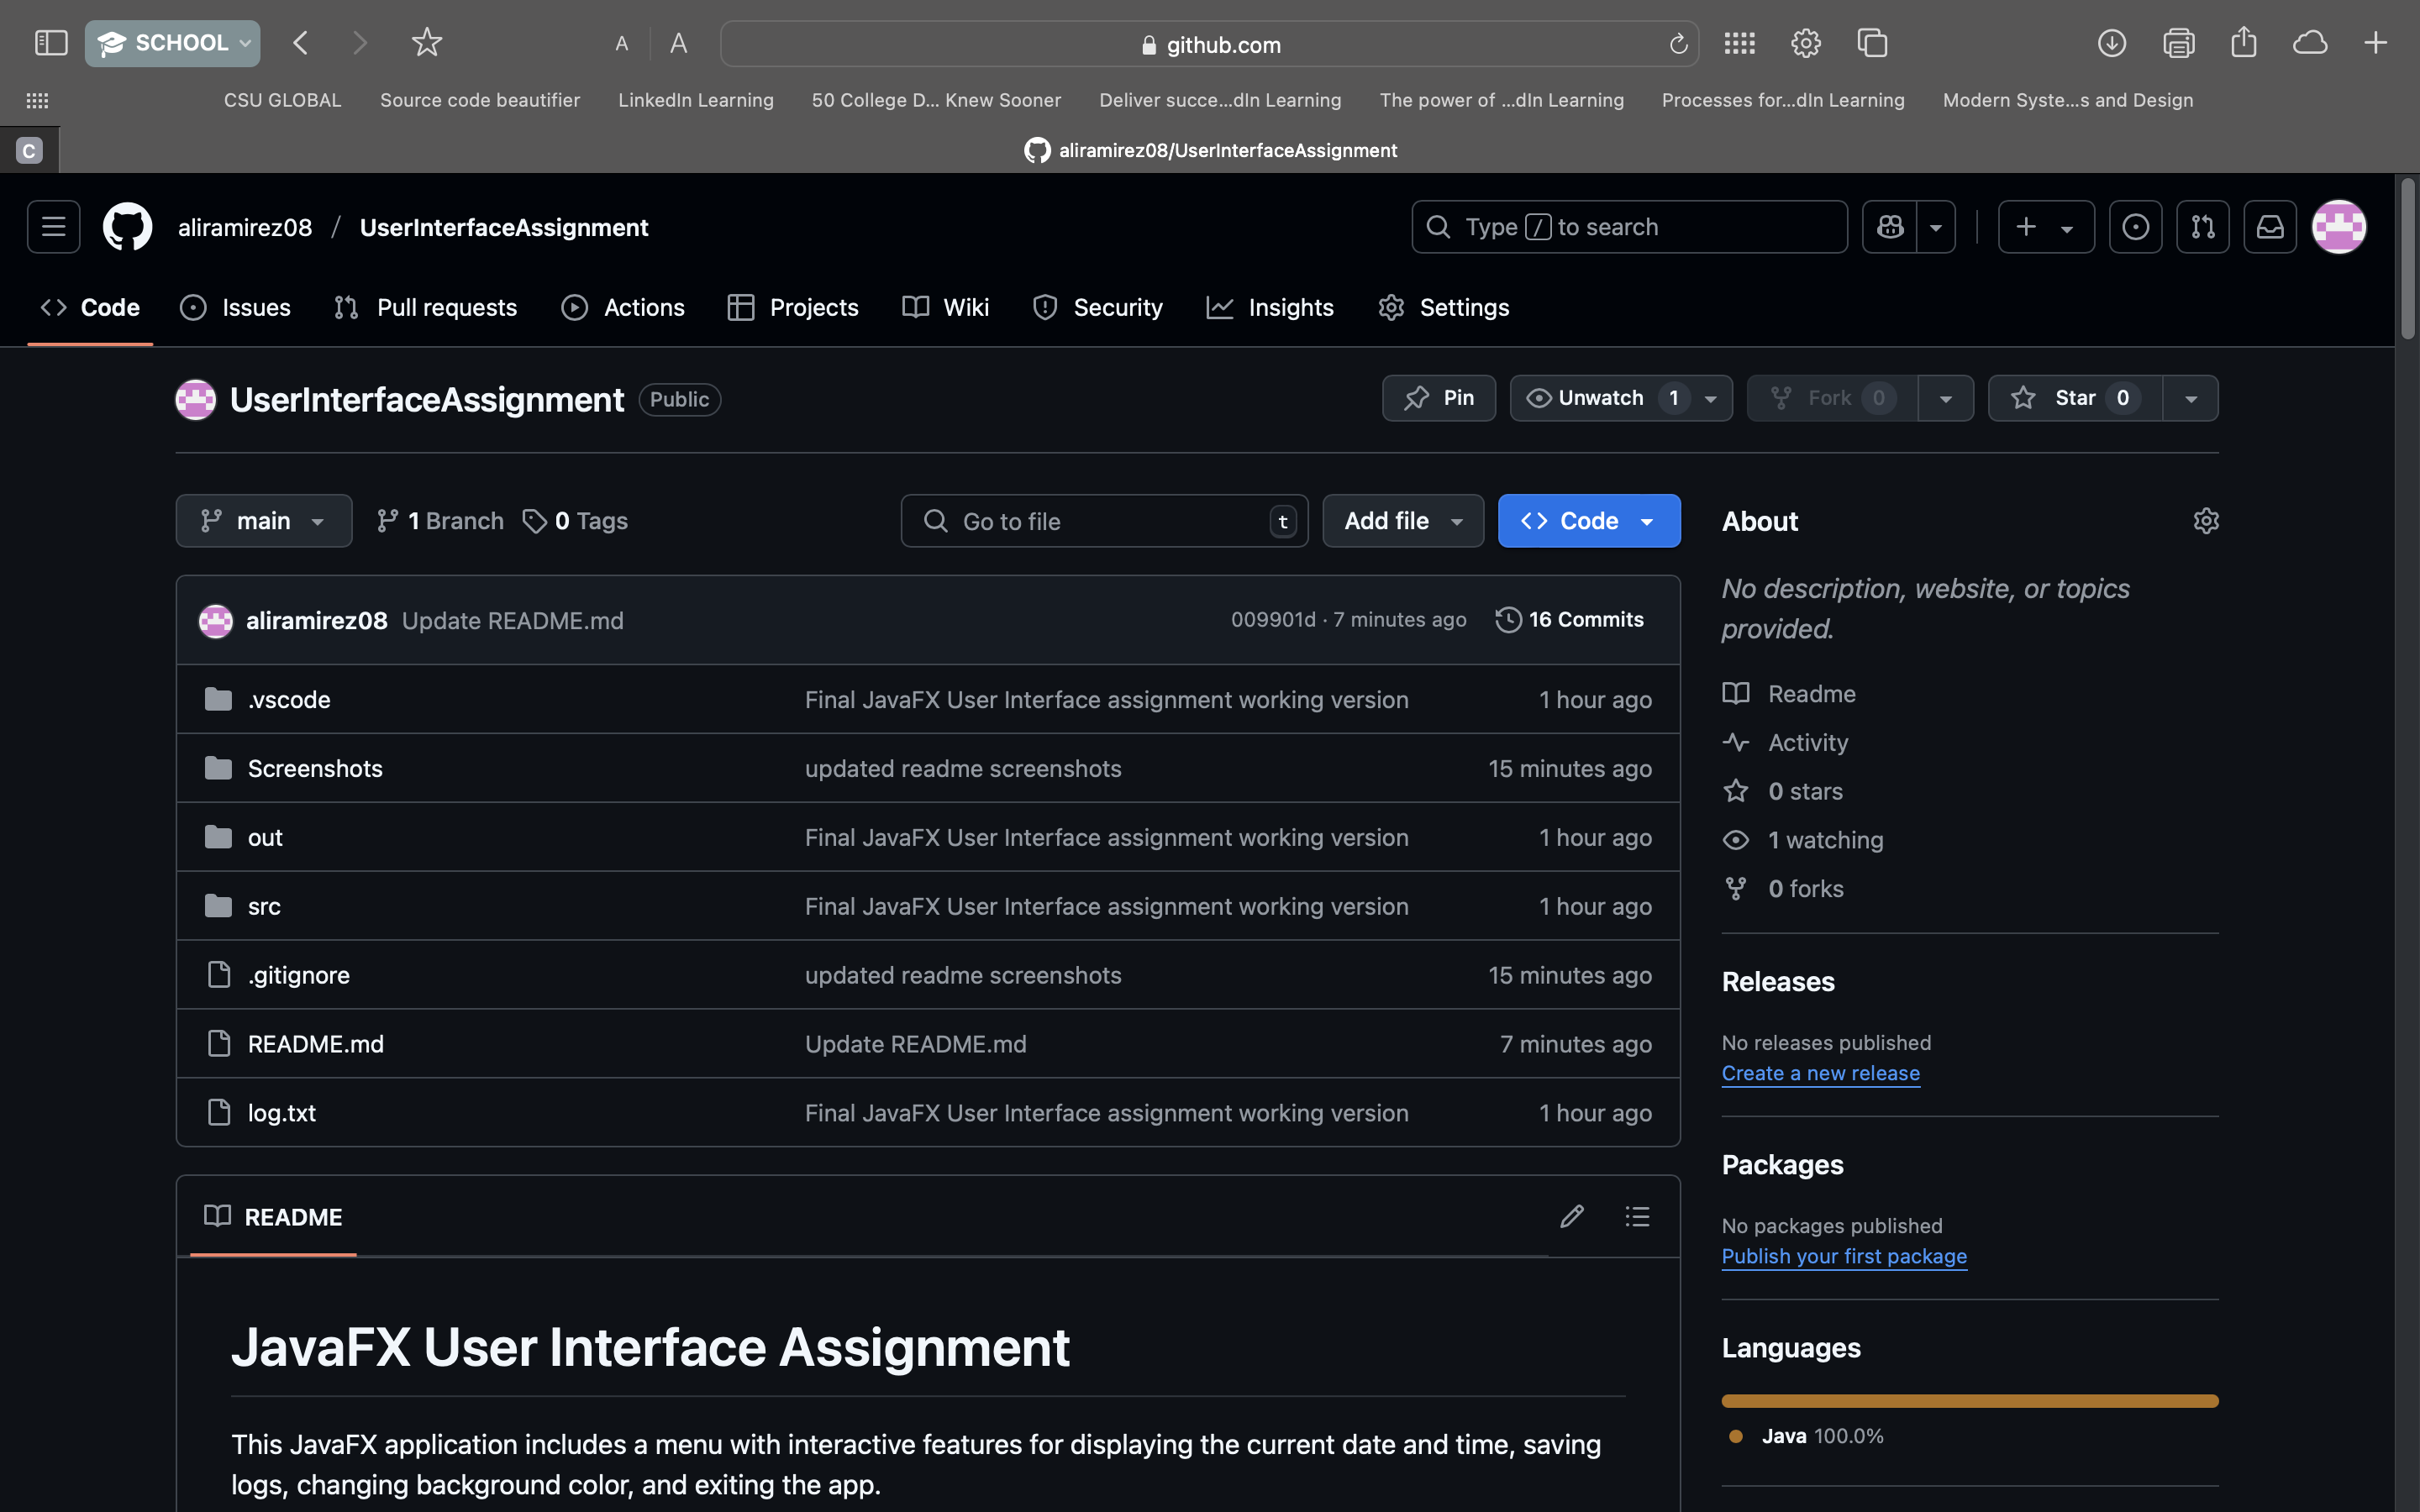 SCHOOL
A A
github.com
CSU GLOBAL Source code beautifier LinkedIn Learning 50 College D... Knew Sooner Deliver succe...dIn Learning The power of ...dIn Learning Processes for...dIn Learning Modern Syste...s and Design
C
aliramirez08/UserInterfaceAssignment
aliramirez08 / UserInterfaceAssignment
Type / to search
Code Issues Pull requests Actions Projects Wiki Security Insights Settings
UserInterfaceAssignment Public
Pin Unwatch 1 Fork 0 Star 0
main 1 Branch 0 Tags Go to file t Add file Code
aliramirez08 Update README.md 009901d · 7 minutes ago 16 Commits
.vscode Final JavaFX User Interface assignment working version 1 hour ago
Screenshots updated readme screenshots 15 minutes ago
out Final JavaFX User Interface assignment working version 1 hour ago
src Final JavaFX User Interface assignment working version 1 hour ago
.gitignore updated readme screenshots 15 minutes ago
README.md Update README.md 7 minutes ago
log.txt Final JavaFX User Interface assignment working version 1 hour ago
README
JavaFX User Interface Assignment
This JavaFX application includes a menu with interactive features for displaying the current date and time, saving
logs, changing background color, and exiting the app.
About
No description, website, or topics
provided.
Readme
Activity
0 stars
1 watching
0 forks
Releases
No releases published
Create a new release
Packages
No packages published
Publish your first package
Languages
Java 100.0%